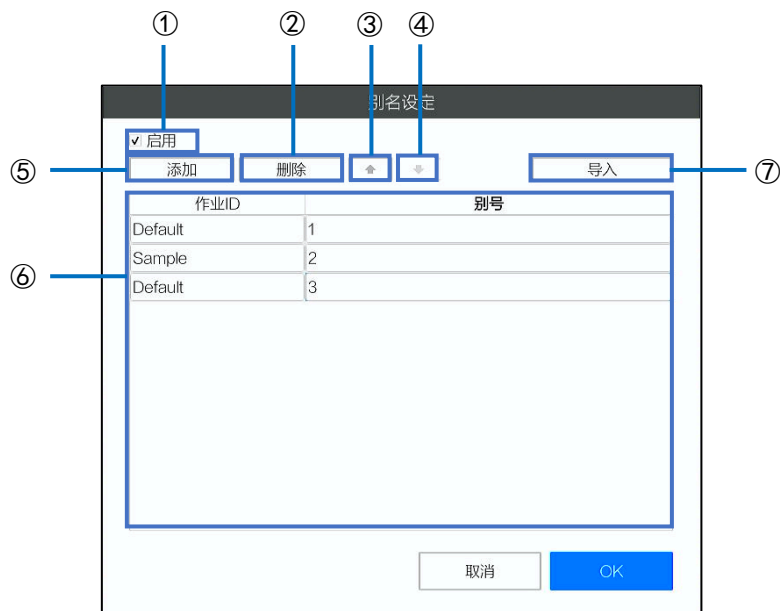 ① ② ③ ④
别名设定
启用
⑤ 添加 删除 导入 ⑦
作业ID 别号
Default 1
⑥ Sample 2
Default 3
取消 OK